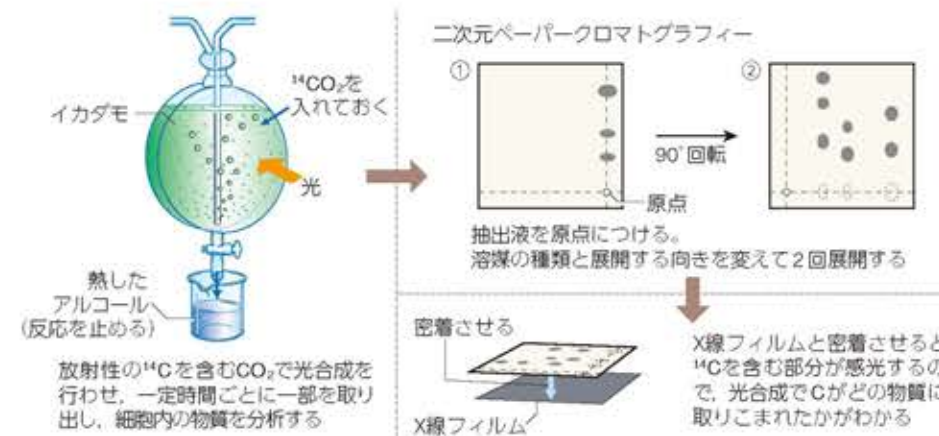 イカダモ
¹⁴CO₂を
入れておく
光
熱した
アルコール
(反応を止める)
放射性の¹⁴Cを含むCO₂で光合成を
行わせ，一定時間ごとに一部を取り
出し，細胞内の物質を分析する
二次元ペーパークロマトグラフィー
①
90°回転
②
原点
抽出液を原点につける。
溶媒の種類と展開する向きを変えて2回展開する
密着させる
X線フィルム
X線フィルムと密着させると
¹⁴Cを含む部分が感光するの
で，光合成でCがどの物質に
取りこまれたかがわかる